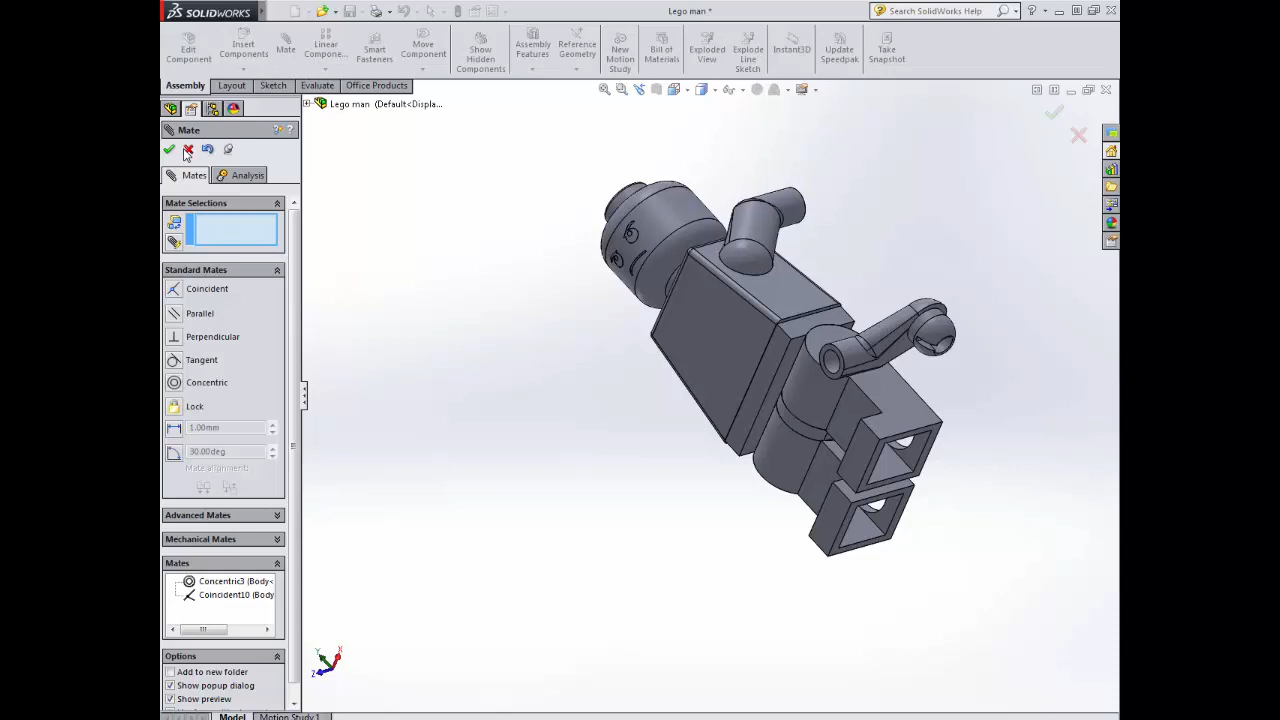 SOLIDWORKS
Lego man *
Search SolidWorks Help
Edit Component
Insert Components
Mate
Linear Compone...
Smart Fasteners
Move Component
Show Hidden Components
Assembly Features
Reference Geometry
New Motion Study
Bill of Materials
Exploded View
Explode Line Sketch
Instant3D
Update Speedpak
Take Snapshot
Assembly
Layout
Sketch
Evaluate
Office Products
Lego man (Default<Displa...
Mate
Mates
Analysis
Mate Selections
Standard Mates
Coincident
Parallel
Perpendicular
Tangent
Concentric
Lock
1.00mm
30.00deg
Mate alignment:
Advanced Mates
Mechanical Mates
Mates
Concentric3 (Body<
Coincident10 (Body
Options
Add to new folder
Show popup dialog
Show preview
Model
Motion Study 1
Y
X
Z